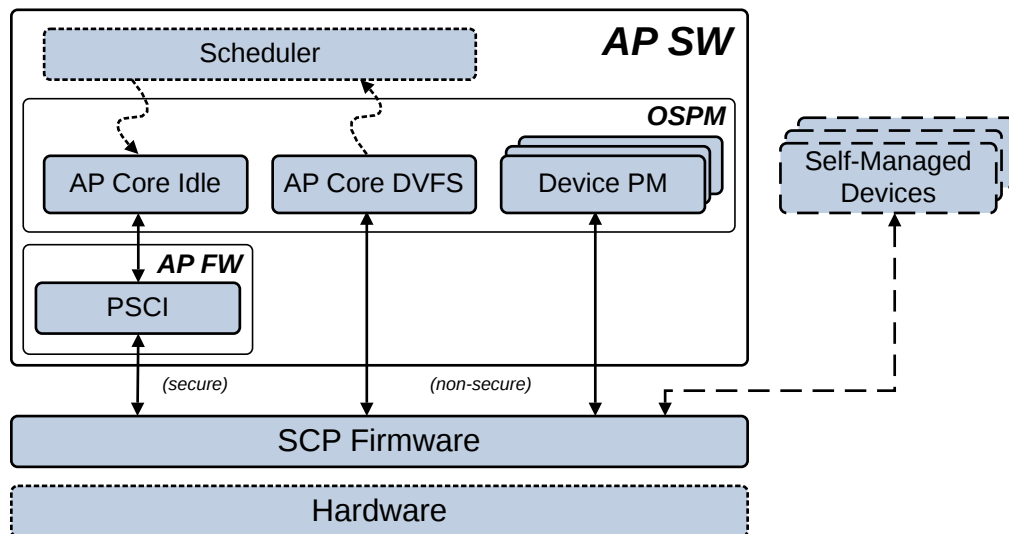 AP SW
Scheduler
OSPM
AP Core Idle
AP Core DVFS
Device PM
Self-Managed
Devices
AP FW
PSCI
(secure)
(non-secure)
SCP Firmware
Hardware